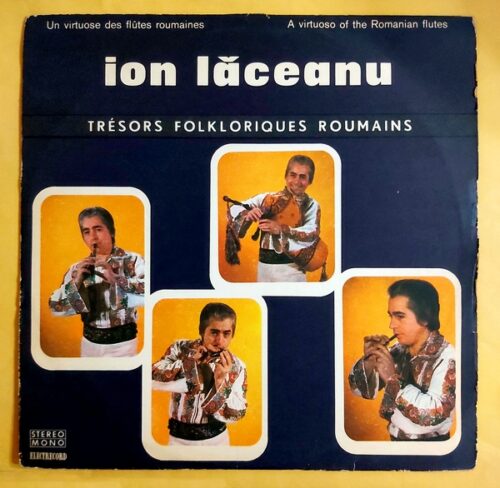 Un virtuose des flûtes roumaines
A virtuoso of the Romanian flutes
ion lăceanu
TRÉSORS FOLKLORIQUES ROUMAINS
STEREO
MONO
ELECTRECORD